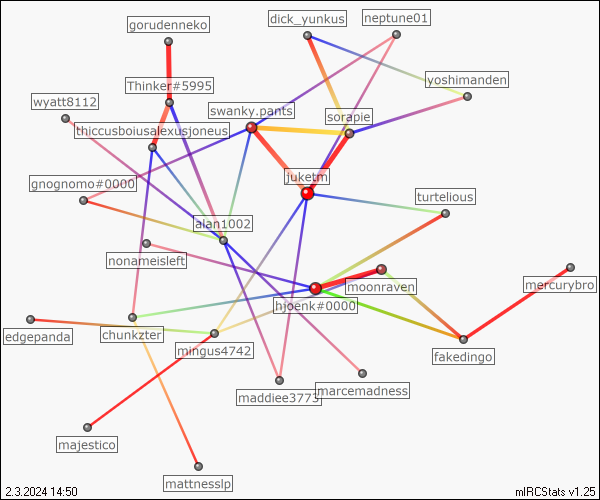 dick_yunkus
neptune01
gorudenneko
yoshimanden
Thinker#5995
wyatt8112
swanky.pants
sorapie
thiccusboiusalexusjoneus
juketm
gnognomo#0000
turtelious
alan1002
nonameisleft
moonraven
mercurybro
hjoenk#0000
edgepanda
chunkzter
mingus4742
fakedingo
maddiee3773
marcemadness
majestico
mattnesslp
2.3.2024 14:50
mIRCStats v1.25